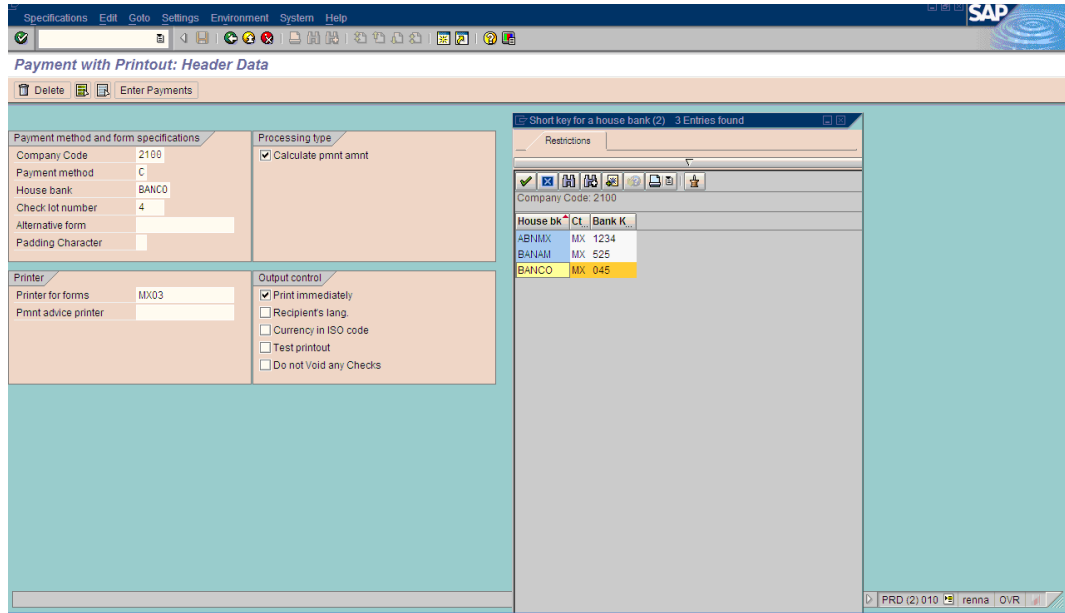 Specifications Edit Goto Settings Environment System Help
SAP
Payment with Printout: Header Data
Delete Enter Payments
Payment method and form specifications
Company Code 2100
Payment method C
House bank BANCO
Check lot number 4
Alternative form
Padding Character
Processing type
Calculate pmnt amnt
Printer
Printer for forms MX03
Pmnt advice printer
Output control
Print immediately
Recipient's lang.
Currency in ISO code
Test printout
Do not Void any Checks
Short key for a house bank (2) 3 Entries found
Restrictions
Company Code: 2100
House bk Ct... Bank K...
ABNMX MX 1234
BANAM MX 525
BANCO MX 045
PRD (2) 010 renna OVR